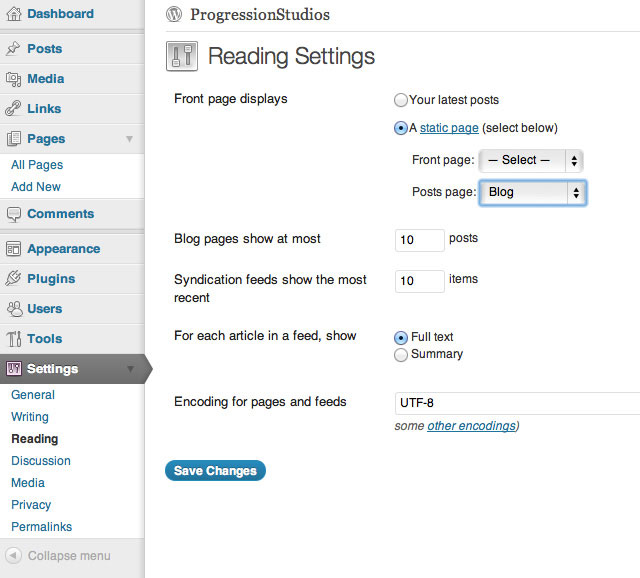 Dashboard
Posts
Media
Links
Pages
All Pages
Add New
Comments
Appearance
Plugins
Users
Tools
Settings
General
Writing
Reading
Discussion
Media
Privacy
Permalinks
Collapse menu
ProgressionStudios
Reading Settings
Front page displays
Your latest posts
A static page (select below)
Front page: — Select —
Posts page: Blog
Blog pages show at most 10 posts
Syndication feeds show the most
recent
10 items
For each article in a feed, show
Full text
Summary
Encoding for pages and feeds UTF-8
some other encodings)
Save Changes